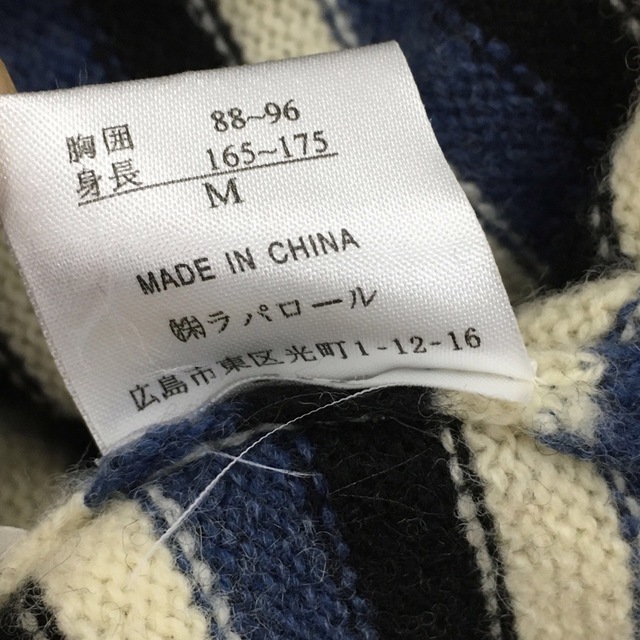 胸囲 88~96
身長 165~175
M
MADE IN CHINA
㈱ラパロール
広島市東区光町1-12-16